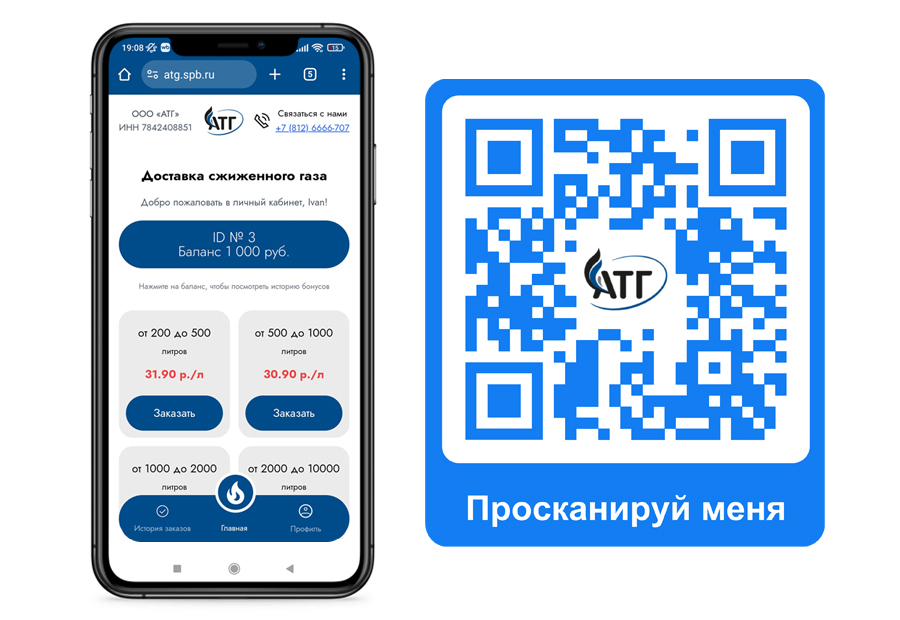 19:08
15
atg.spb.ru
5
ООО «АТГ»
ИНН 7842408851
АТГ
Связаться с нами
+7 (812) 6666-707
Доставка сжиженного газа
Добро пожаловать в личный кабинет, Ivan!
ID № 3
Баланс 1 000 руб.
Нажмите на баланс, чтобы посмотреть историю бонусов
от 200 до 500
литров
31.90 р./л
Заказать
от 500 до 1000
литров
30.90 р./л
Заказать
от 1000 до 2000
литров
от 2000 до 10000
литров
История заказов
Главная
Профиль
АТГ
Просканируй меня